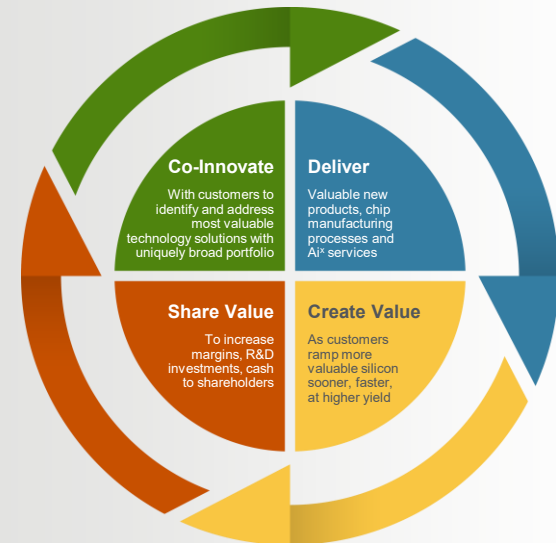 Co-Innovate
With customers to
identify and address
most valuable
technology solutions with
uniquely broad portfolio
Deliver
Valuable new
products, chip
manufacturing
processes and
Aiˣ services
Share Value
To increase
margins, R&D
investments, cash
to shareholders
Create Value
As customers
ramp more
valuable silicon
sooner, faster,
at higher yield